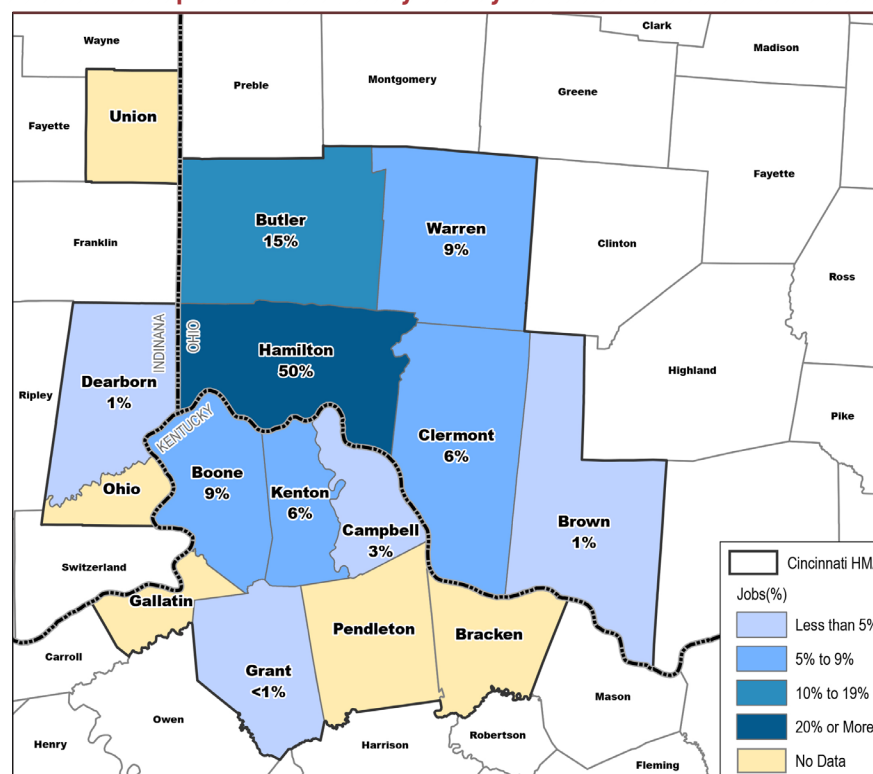 Wayne
Clark
Madison
Preble
Montgomery
Greene
Union
Fayette
Fayette
Butler
15%
Warren
9%
Franklin
Clinton
Ross
INDINANA
OHIO
Hamilton
50%
Dearborn
1%
Highland
Ripley
Pike
KENTUCKY
Clermont
6%
Boone
9%
Kenton
6%
Ohio
Campbell
3%
Brown
1%
Switzerland
Gallatin
Pendleton
Bracken
Carroll
Grant
<1%
Owen
Mason
Henry
Harrison
Robertson
Fleming
Cincinnati HM
Jobs(%)
Less than 5%
5% to 9%
10% to 19%
20% or More
No Data